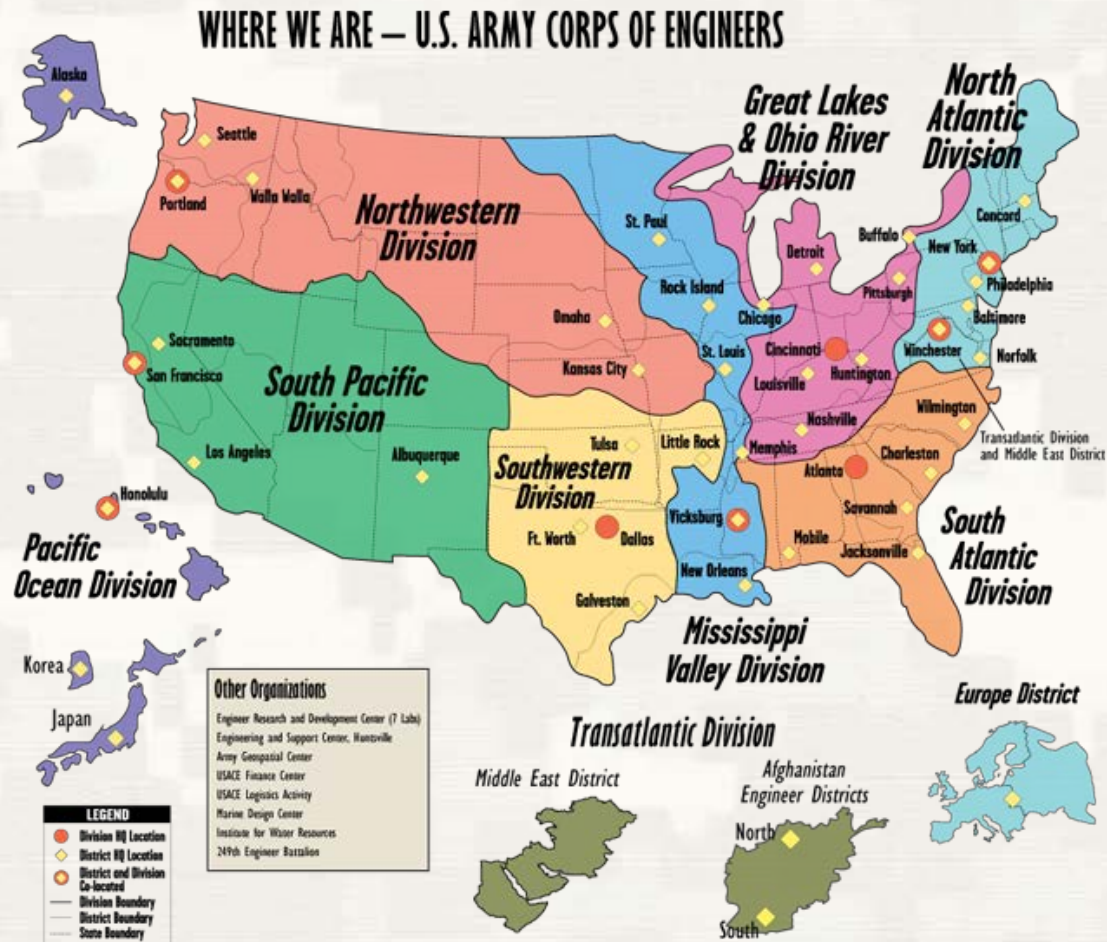 WHERE WE ARE – U.S. ARMY CORPS OF ENGINEERS
Alaska
Seattle
Portland
Walla Walla
Northwestern
Division
St. Paul
Great Lakes
& Ohio River
Division
North
Atlantic
Division
Concord
Buffalo
New York
Detroit
Pittsburgh
Philadelphia
Rock Island
Chicago
Baltimore
Omaha
Sacramento
San Francisco
St. Louis
Cincinnati
Winchester
Norfolk
Kansas City
Louisville
Huntington
South Pacific
Division
Nashville
Wilmington
Transatlantic Division
and Middle East District
Los Angeles
Albuquerque
Tulsa
Little Rock
Memphis
Southwestern
Division
Atlanta
Charleston
Honolulu
Vicksburg
Savannah
Ft. Worth
Dallas
Mobile
Jacksonville
South
Atlantic
Division
Pacific
Ocean Division
New Orleans
Galveston
Mississippi
Valley Division
Korea
Japan
Other Organizations
Engineer Research and Development Center (7 Labs)
Engineering and Support Center, Huntsville
Army Geospatial Center
USACE Finance Center
USACE Logistics Activity
Marine Design Center
Institute for Water Resources
249th Engineer Battalion
Europe District
Transatlantic Division
Middle East District
Afghanistan
Engineer Districts
North
South
LEGEND
Division HQ Location
District HQ Location
District and Division
Co-located
Division Boundary
District Boundary
State Boundary